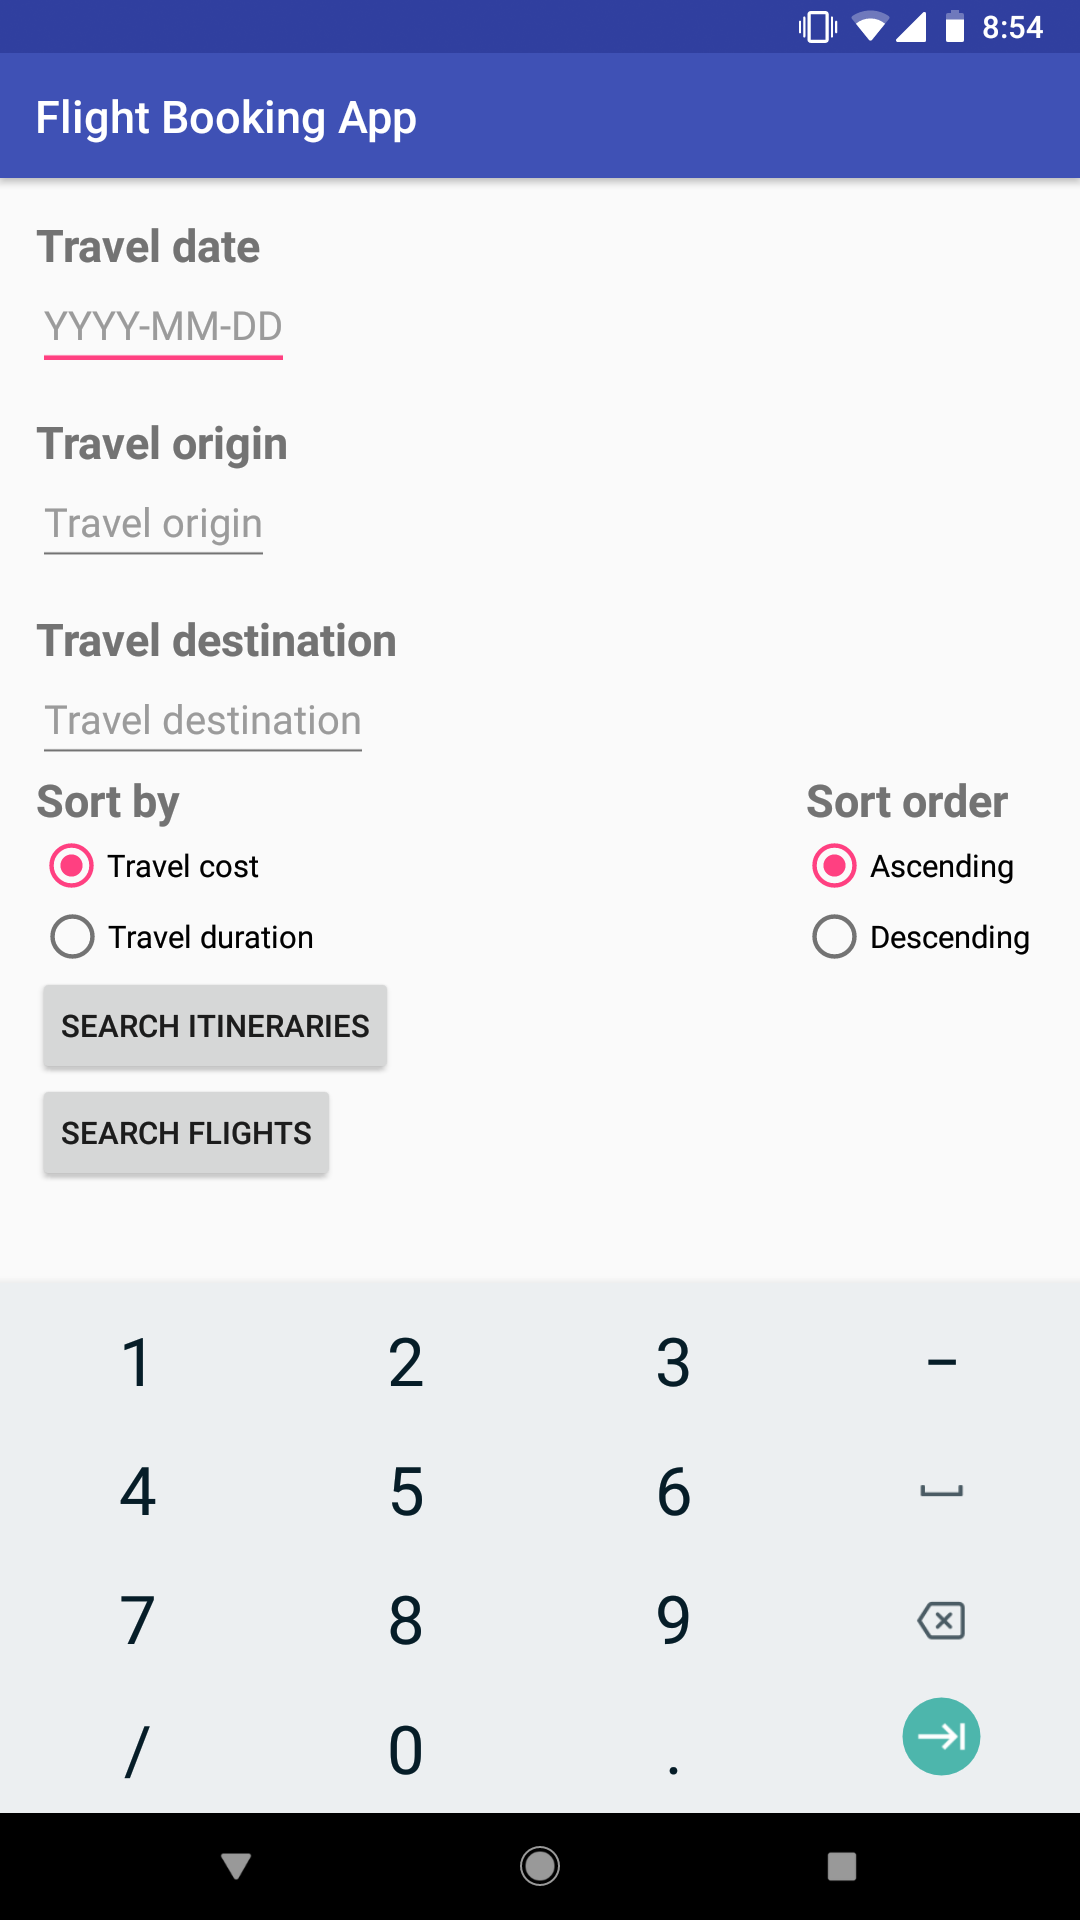 8:54
Flight Booking App
Travel date
YYYY-MM-DD
Travel origin
Travel origin
Travel destination
Travel destination
Sort by Sort order
Travel cost Ascending
Travel duration Descending
SEARCH ITINERARIES
SEARCH FLIGHTS
1 2 3 -
4 5 6
7 8 9
/ 0 .